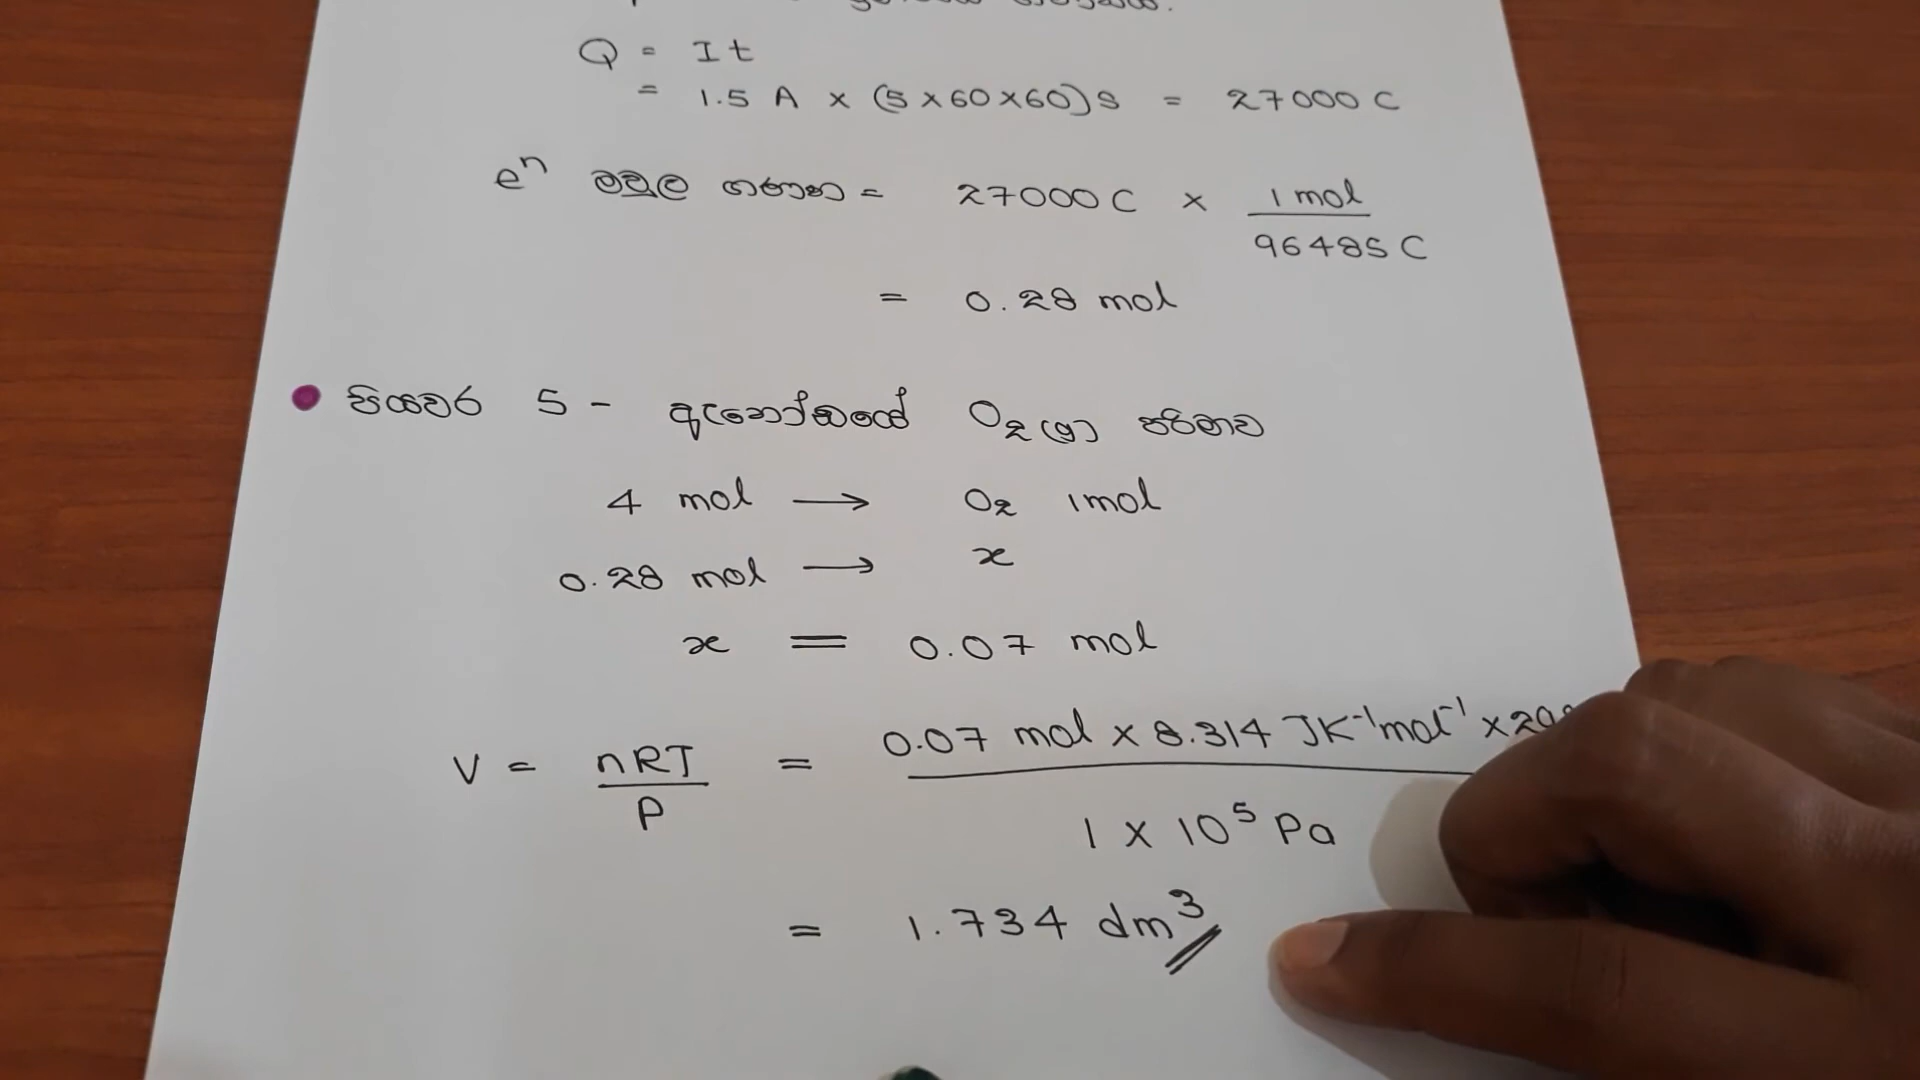 Q = It
= 1.5 A x (5 x 60 x 60) s = 27000 C
eⁿ මවුල ගණන = 27000 C x 1 mol / 96485 C
= 0.28 mol
පියවර 5 - ඇනෝඩයේ O₂(g) පරිමාව
4 mol → O₂ 1 mol
0.28 mol → x
x = 0.07 mol
V = nRT / P = 0.07 mol x 8.314 JK⁻¹mol⁻¹ x / 1 x 10⁵ Pa
= 1.734 dm³